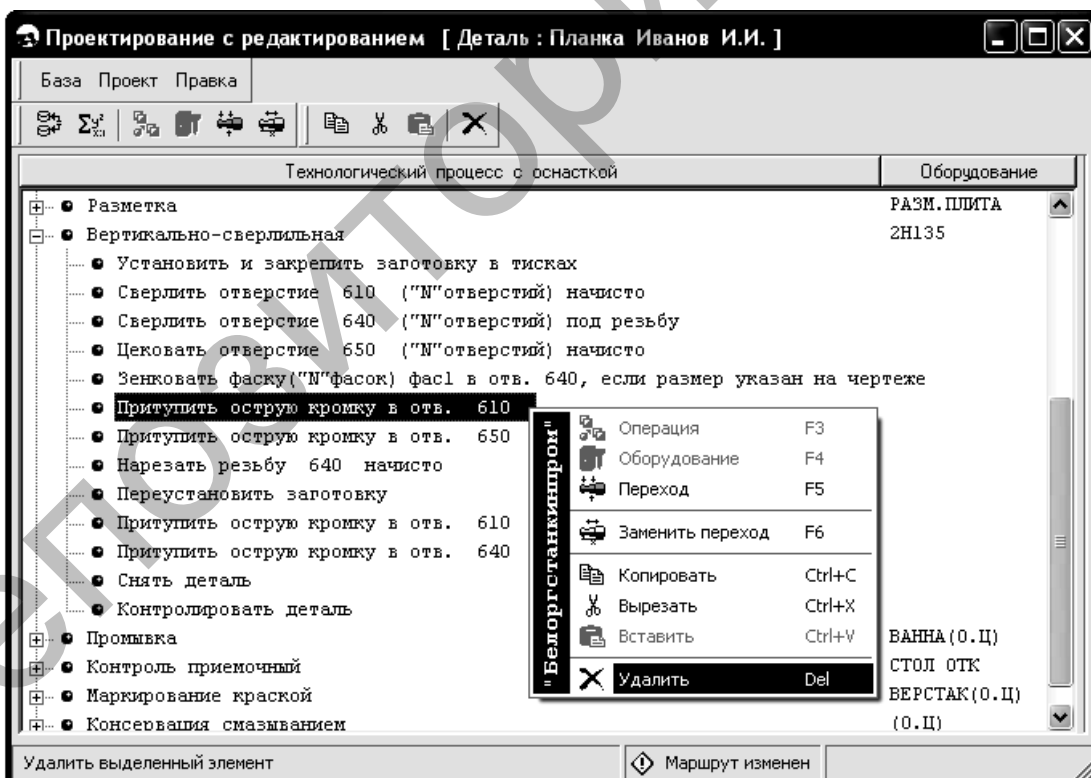 Проектирование с редактированием [ Деталь : Планка Иванов И.И. ]
База Проект Правка
Технологический процесс с оснасткой Оборудование
Разметка РАЗМ.ПЛИТА
Вертикально-сверлильная 2Н135
Установить и закрепить заготовку в тисках
Сверлить отверстие 610 ("N"отверстий) начисто
Сверлить отверстие 640 ("N"отверстий) под резьбу
Цековать отверстие 650 ("N"отверстий) начисто
Зенковать фаску("N"фасок) фас1 в отв. 640, если размер указан на чертеже
Притупить острую кромку в отв. 610
Притупить острую кромку в отв. 650
Нарезать резьбу 640 начисто
Переустановить заготовку
Притупить острую кромку в отв. 610
Притупить острую кромку в отв. 640
Снять деталь
Контролировать деталь
Промывка ВАННА(О.Ц)
Контроль приемочный СТОЛ ОТК
Маркирование краской ВЕРСТАК(О.Ц)
Консервация смазыванием (О.Ц)
"Белоргстанкинпром"
Операция F3
Оборудование F4
Переход F5
Заменить переход F6
Копировать Ctrl+C
Вырезать Ctrl+X
Вставить Ctrl+V
Удалить Del
Удалить выделенный элемент Маршрут изменен